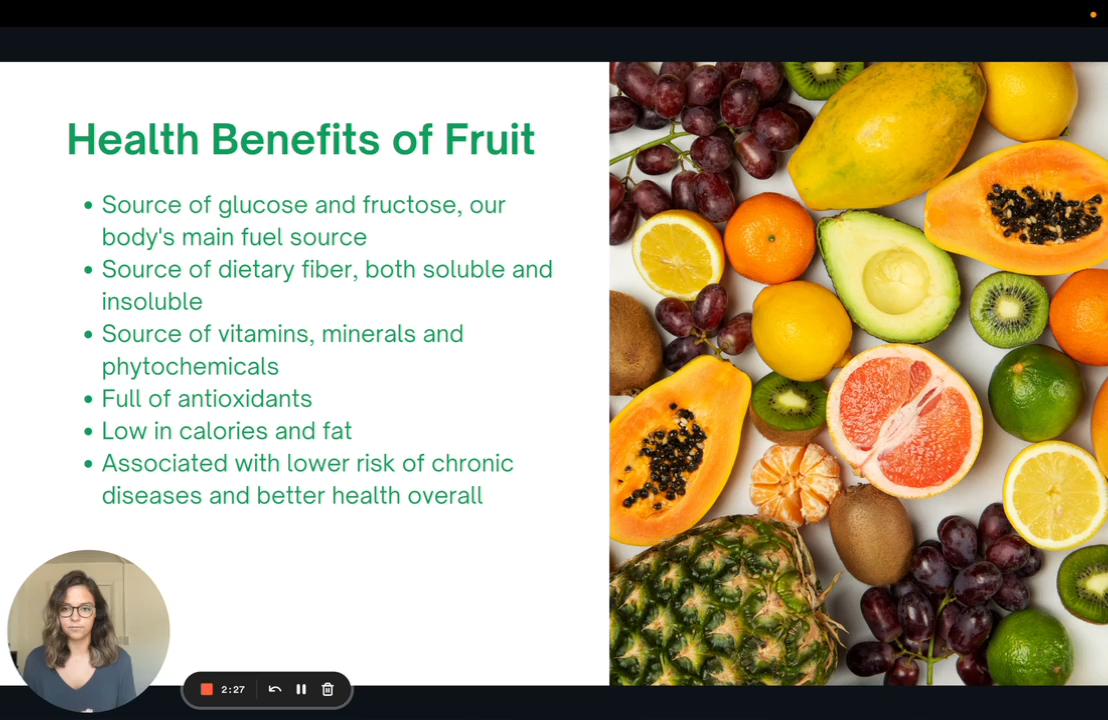 Health Benefits of Fruit
• Source of glucose and fructose, our
body's main fuel source
• Source of dietary fiber, both soluble and
insoluble
• Source of vitamins, minerals and
phytochemicals
• Full of antioxidants
• Low in calories and fat
• Associated with lower risk of chronic
diseases and better health overall
2:27